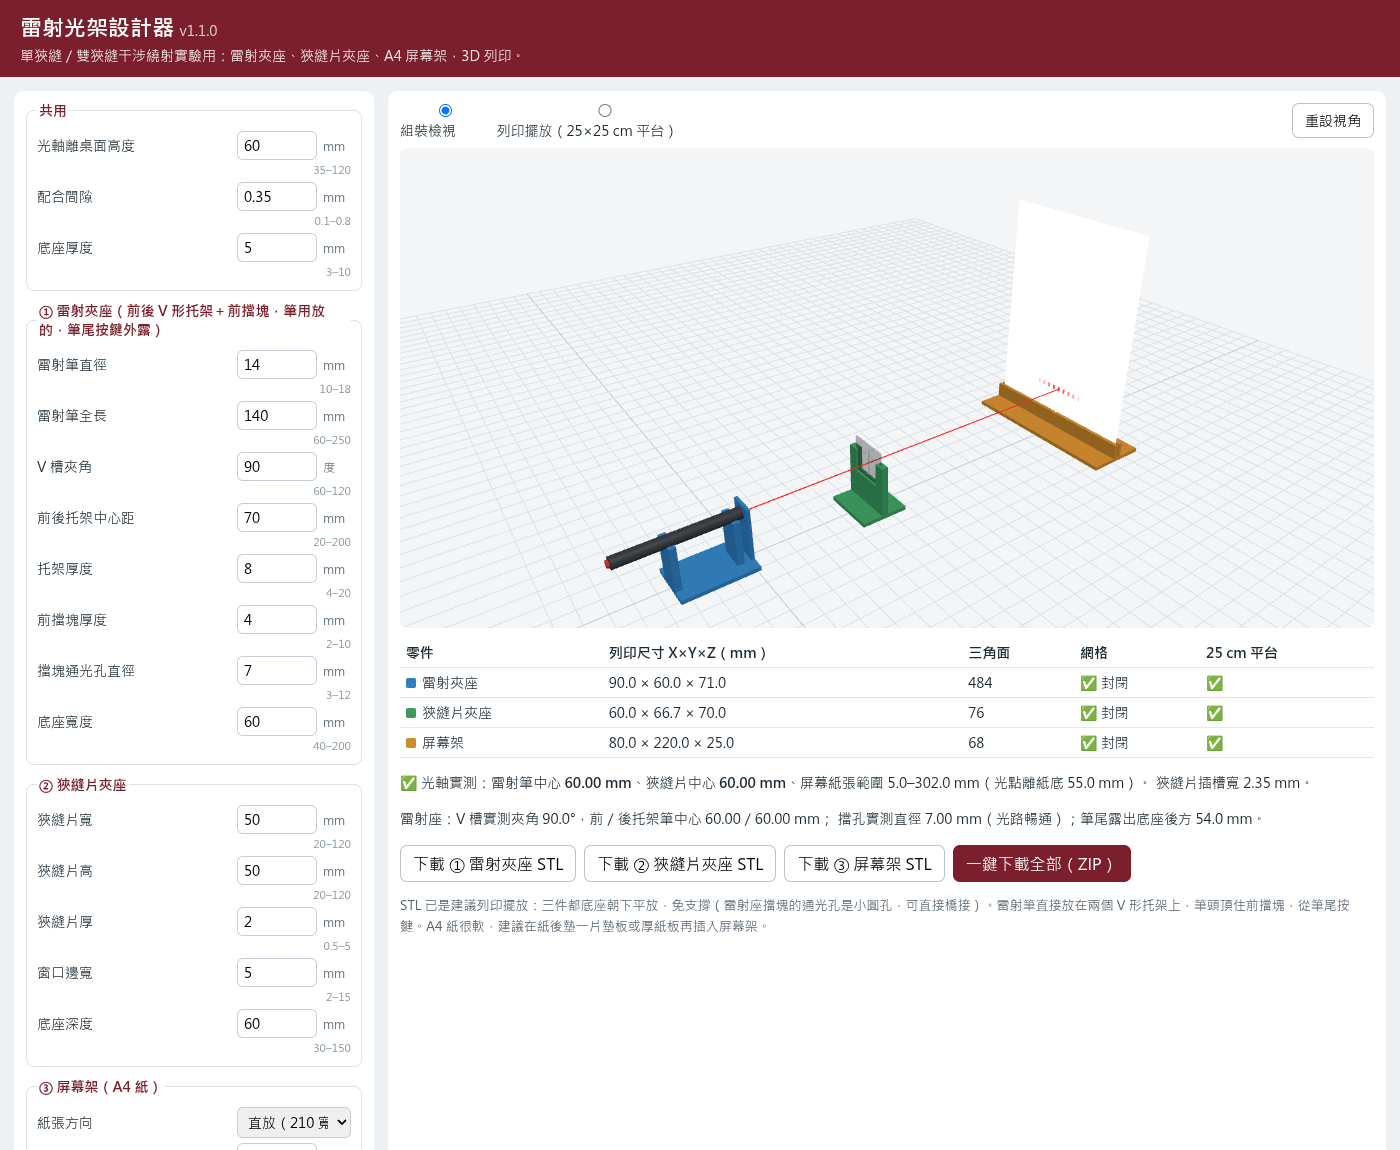 雷射光架設計器 v1.1.0
單狹縫 / 雙狹縫干涉繞射實驗用：雷射夾座、狹縫片夾座、A4 屏幕架，3D 列印。
共用
光軸離桌面高度 60 mm
35–120
配合間隙 0.35 mm
0.1–0.8
底座厚度 5 mm
3–10
① 雷射夾座（前後 V 形托架＋前擋塊，筆用放
的，筆尾按鍵外露）
雷射筆直徑 14 mm
10–18
雷射筆全長 140 mm
60–250
V 槽夾角 90 度
60–120
前後托架中心距 70 mm
20–200
托架厚度 8 mm
4–20
前擋塊厚度 4 mm
2–10
擋塊通光孔直徑 7 mm
3–12
底座寬度 60 mm
40–200
② 狹縫片夾座
狹縫片寬 50 mm
20–120
狹縫片高 50 mm
20–120
狹縫片厚 2 mm
0.5–5
窗口邊寬 5 mm
2–15
底座深度 60 mm
30–150
③ 屏幕架（A4 紙）
紙張方向 直放（210 寬
組裝檢視 列印擺放（25×25 cm 平台）
重設視角
零件 列印尺寸 X×Y×Z（mm） 三角面 網格 25 cm 平台
雷射夾座 90.0 × 60.0 × 71.0 484 ✅ 封閉 ✅
狹縫片夾座 60.0 × 66.7 × 70.0 76 ✅ 封閉 ✅
屏幕架 80.0 × 220.0 × 25.0 68 ✅ 封閉 ✅
✅ 光軸實測：雷射筆中心 60.00 mm、狹縫片中心 60.00 mm、屏幕紙張範圍 5.0–302.0 mm（光點離紙底 55.0 mm）。 狹縫片插槽寬 2.35 mm。
雷射座：V 槽實測夾角 90.0°，前 / 後托架筆中心 60.00 / 60.00 mm； 擋孔實測直徑 7.00 mm（光路暢通）；筆尾露出底座後方 54.0 mm。
下載 ① 雷射夾座 STL
下載 ② 狹縫片夾座 STL
下載 ③ 屏幕架 STL
一鍵下載全部（ZIP）
STL 已是建議列印擺放：三件都底座朝下平放，免支撐（雷射座擋塊的通光孔是小圓孔，可直接橋接）。雷射筆直接放在兩個 V 形托架上，筆頭頂住前擋塊，從筆尾按
鍵。A4 紙很軟，建議在紙後墊一片墊板或厚紙板再插入屏幕架。